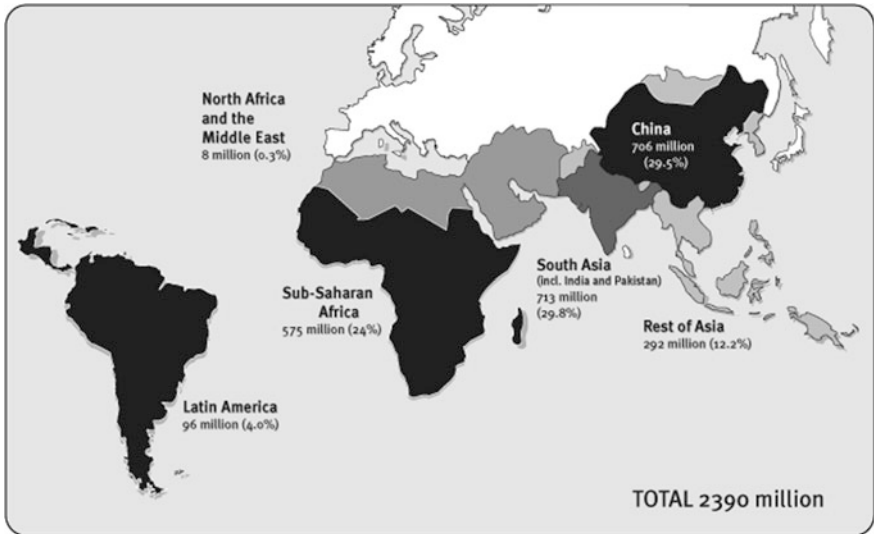 North Africa
and the
Middle East
8 million (0.3%)
China
706 million
(29.5%)
South Asia
(incl. India and Pakistan)
713 million
(29.8%)
Sub-Saharan
Africa
575 million (24%)
Rest of Asia
292 million (12.2%)
Latin America
96 million (4.0%)
TOTAL 2390 million